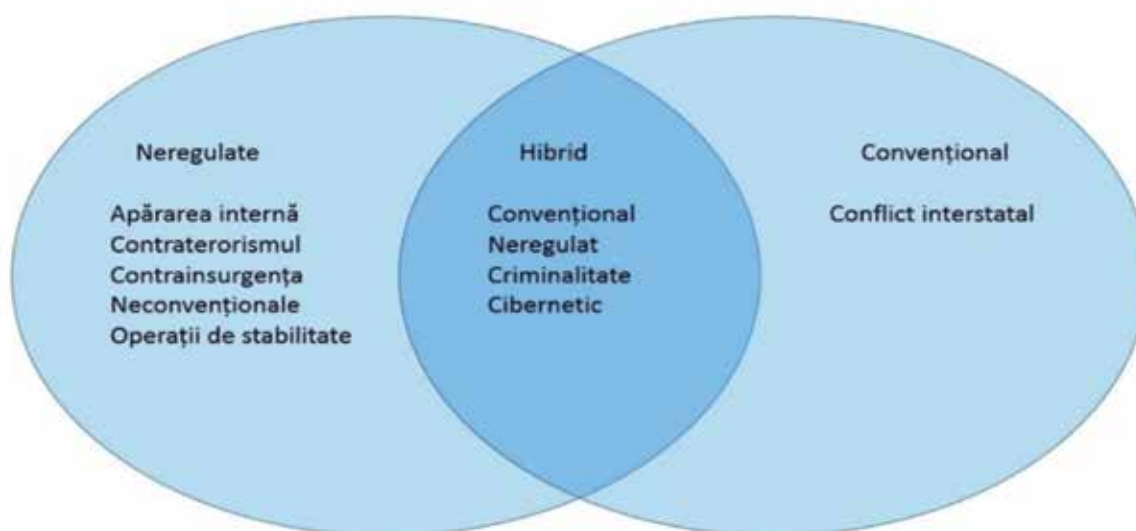 Neregulate
Apărarea internă
Contraterorismul
Contrainsurgența
Neconvenționale
Operații de stabilitate
Hibrid
Convențional
Neregulat
Criminalitate
Cibernetic
Convențional
Conflict interstatal